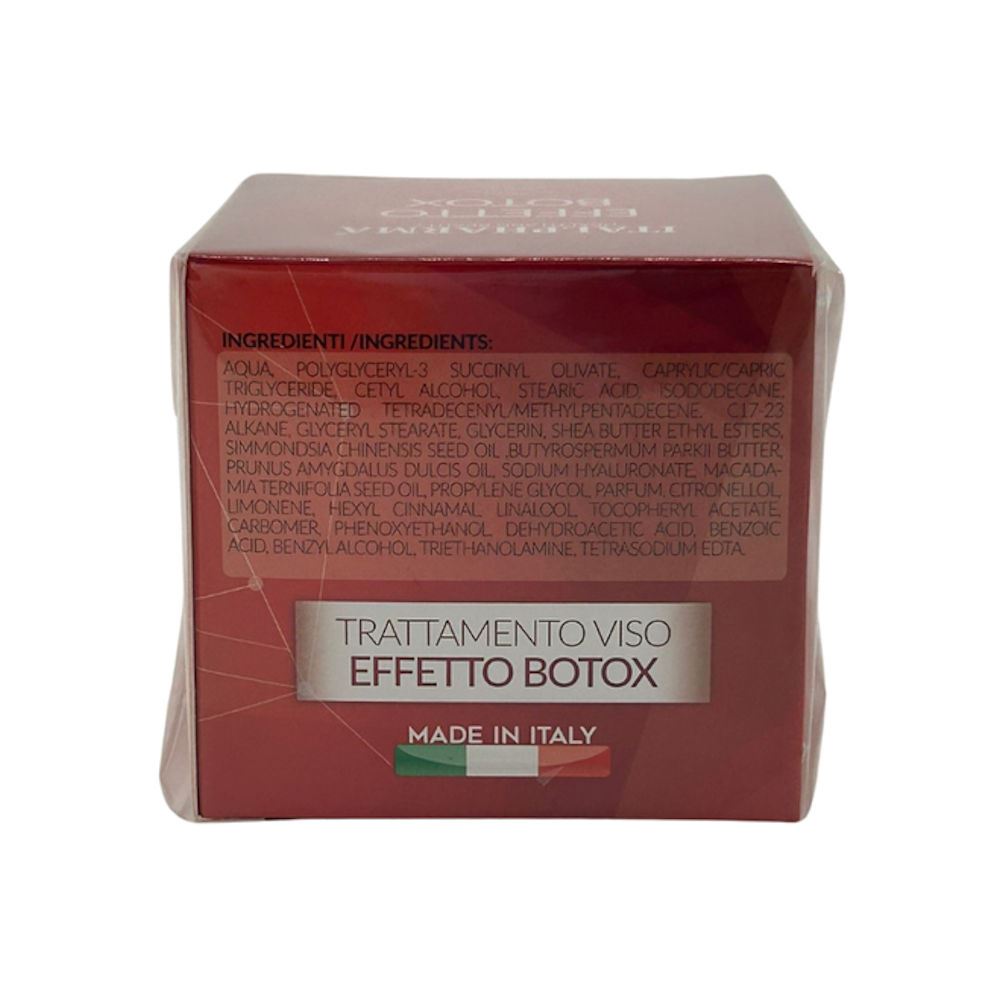 ITALPHARMA
EFFETTO
BOTOX
INGREDIENTI /INGREDIENTS:
AQUA, POLYGLYCERYL-3 SUCCINYL OLIVATE, CAPRYLIC/CAPRIC
TRIGLYCERIDE, CETYL ALCOHOL, STEARIC ACID, ISODODECANE,
HYDROGENATED TETRADECENYL/METHYLPENTADECENE, C17-23
ALKANE, GLYCERYL STEARATE, GLYCERIN, SHEA BUTTER ETHYL ESTERS,
SIMMONDSIA CHINENSIS SEED OIL ,BUTYROSPERMUM PARKII BUTTER,
PRUNUS AMYGDALUS DULCIS OIL, SODIUM HYALURONATE, MACADA-
MIA TERNIFOLIA SEED OIL, PROPYLENE GLYCOL, PARFUM, CITRONELLOL,
LIMONENE, HEXYL CINNAMAL, LINALOOL, TOCOPHERYL ACETATE,
CARBOMER, PHENOXYETHANOL, DEHYDROACETIC ACID, BENZOIC
ACID, BENZYL ALCOHOL, TRIETHANOLAMINE, TETRASODIUM EDTA.
TRATTAMENTO VISO
EFFETTO BOTOX
MADE IN ITALY